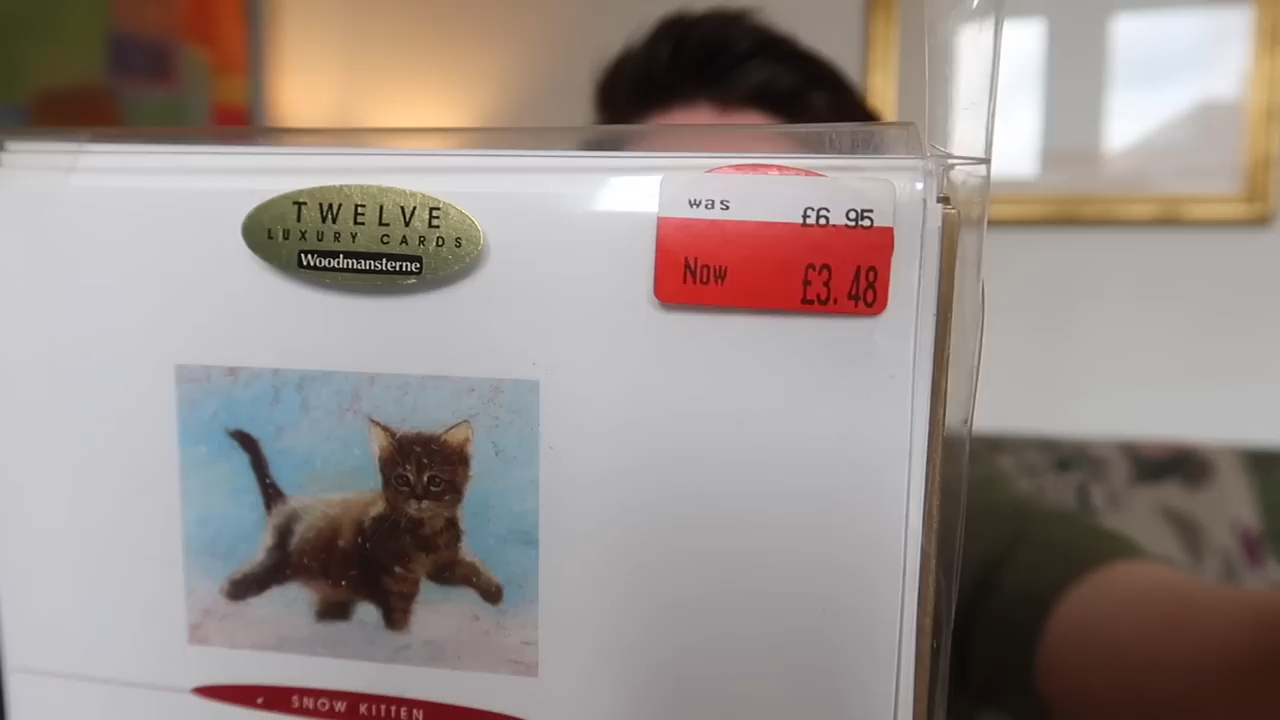 TWELVE
LUXURY CARDS
Woodmansterne
was £6.95
Now £3.48
SNOW KITTEN